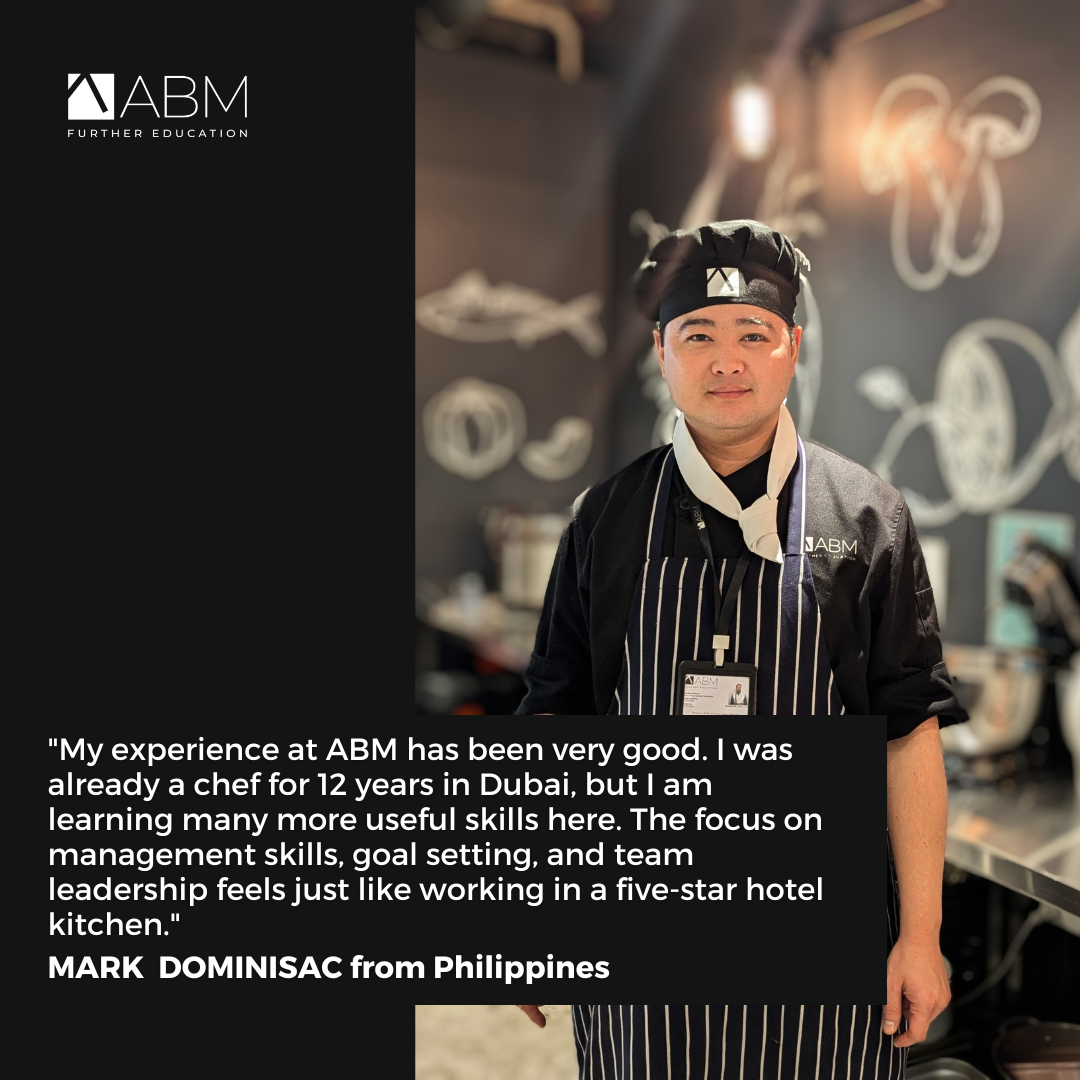 ABM
FURTHER EDUCATION
ABM
ABM
"My experience at ABM has been very good. I was
already a chef for 12 years in Dubai, but I am
learning many more useful skills here. The focus on
management skills, goal setting, and team
leadership feels just like working in a five-star hotel
kitchen."
MARK DOMINISAC from Philippines